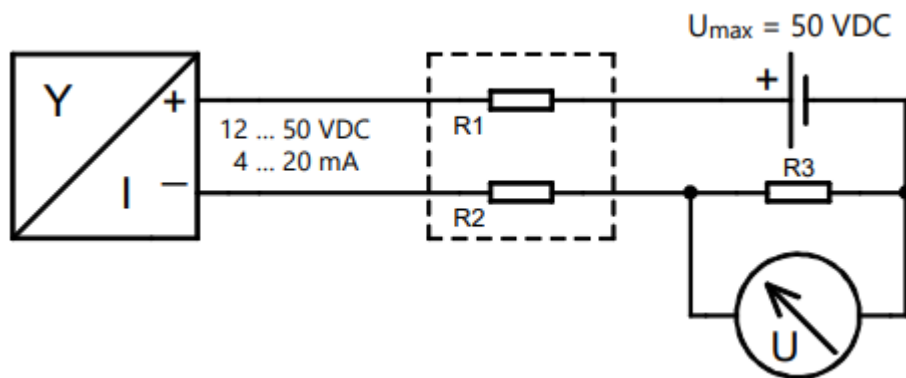 Umax = 50 VDC
Y
+
+
12 ... 50 VDC
4 ... 20 mA
R1
I
—
R2
R3
U